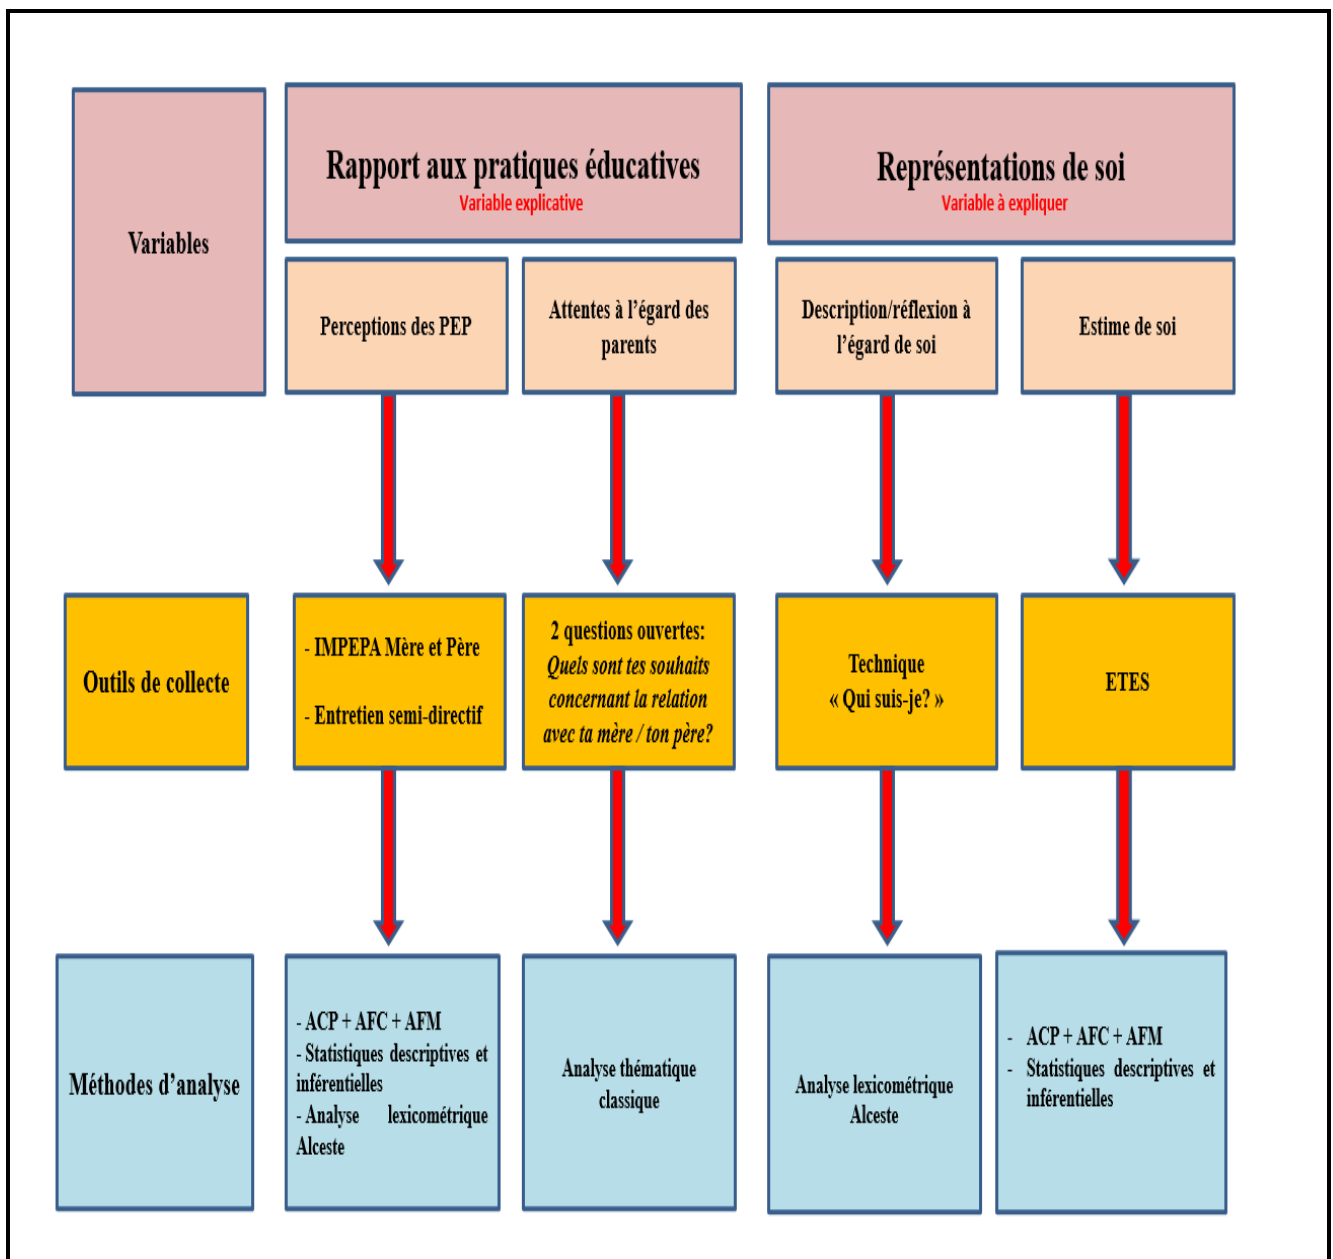 Variables
Rapport aux pratiques éducatives
Variable explicative
Représentations de soi
Variable à expliquer
Perceptions des PEP
Attentes à l'égard des
parents
Description/réflexion à
l'égard de soi
Estime de soi
Outils de collecte
- IMPEPA Mère et Père
- Entretien semi-directif
2 questions ouvertes:
Quels sont tes souhaits
concernant la relation
avec ta mère / ton père?
Technique
« Qui suis-je? »
ETES
Méthodes d'analyse
- ACP + AFC + AFM
- Statistiques descriptives et
inférentielles
- Analyse lexicométrique
Alceste
Analyse thématique
classique
Analyse lexicométrique
Alceste
- ACP + AFC + AFM
- Statistiques descriptives et
inférentielles